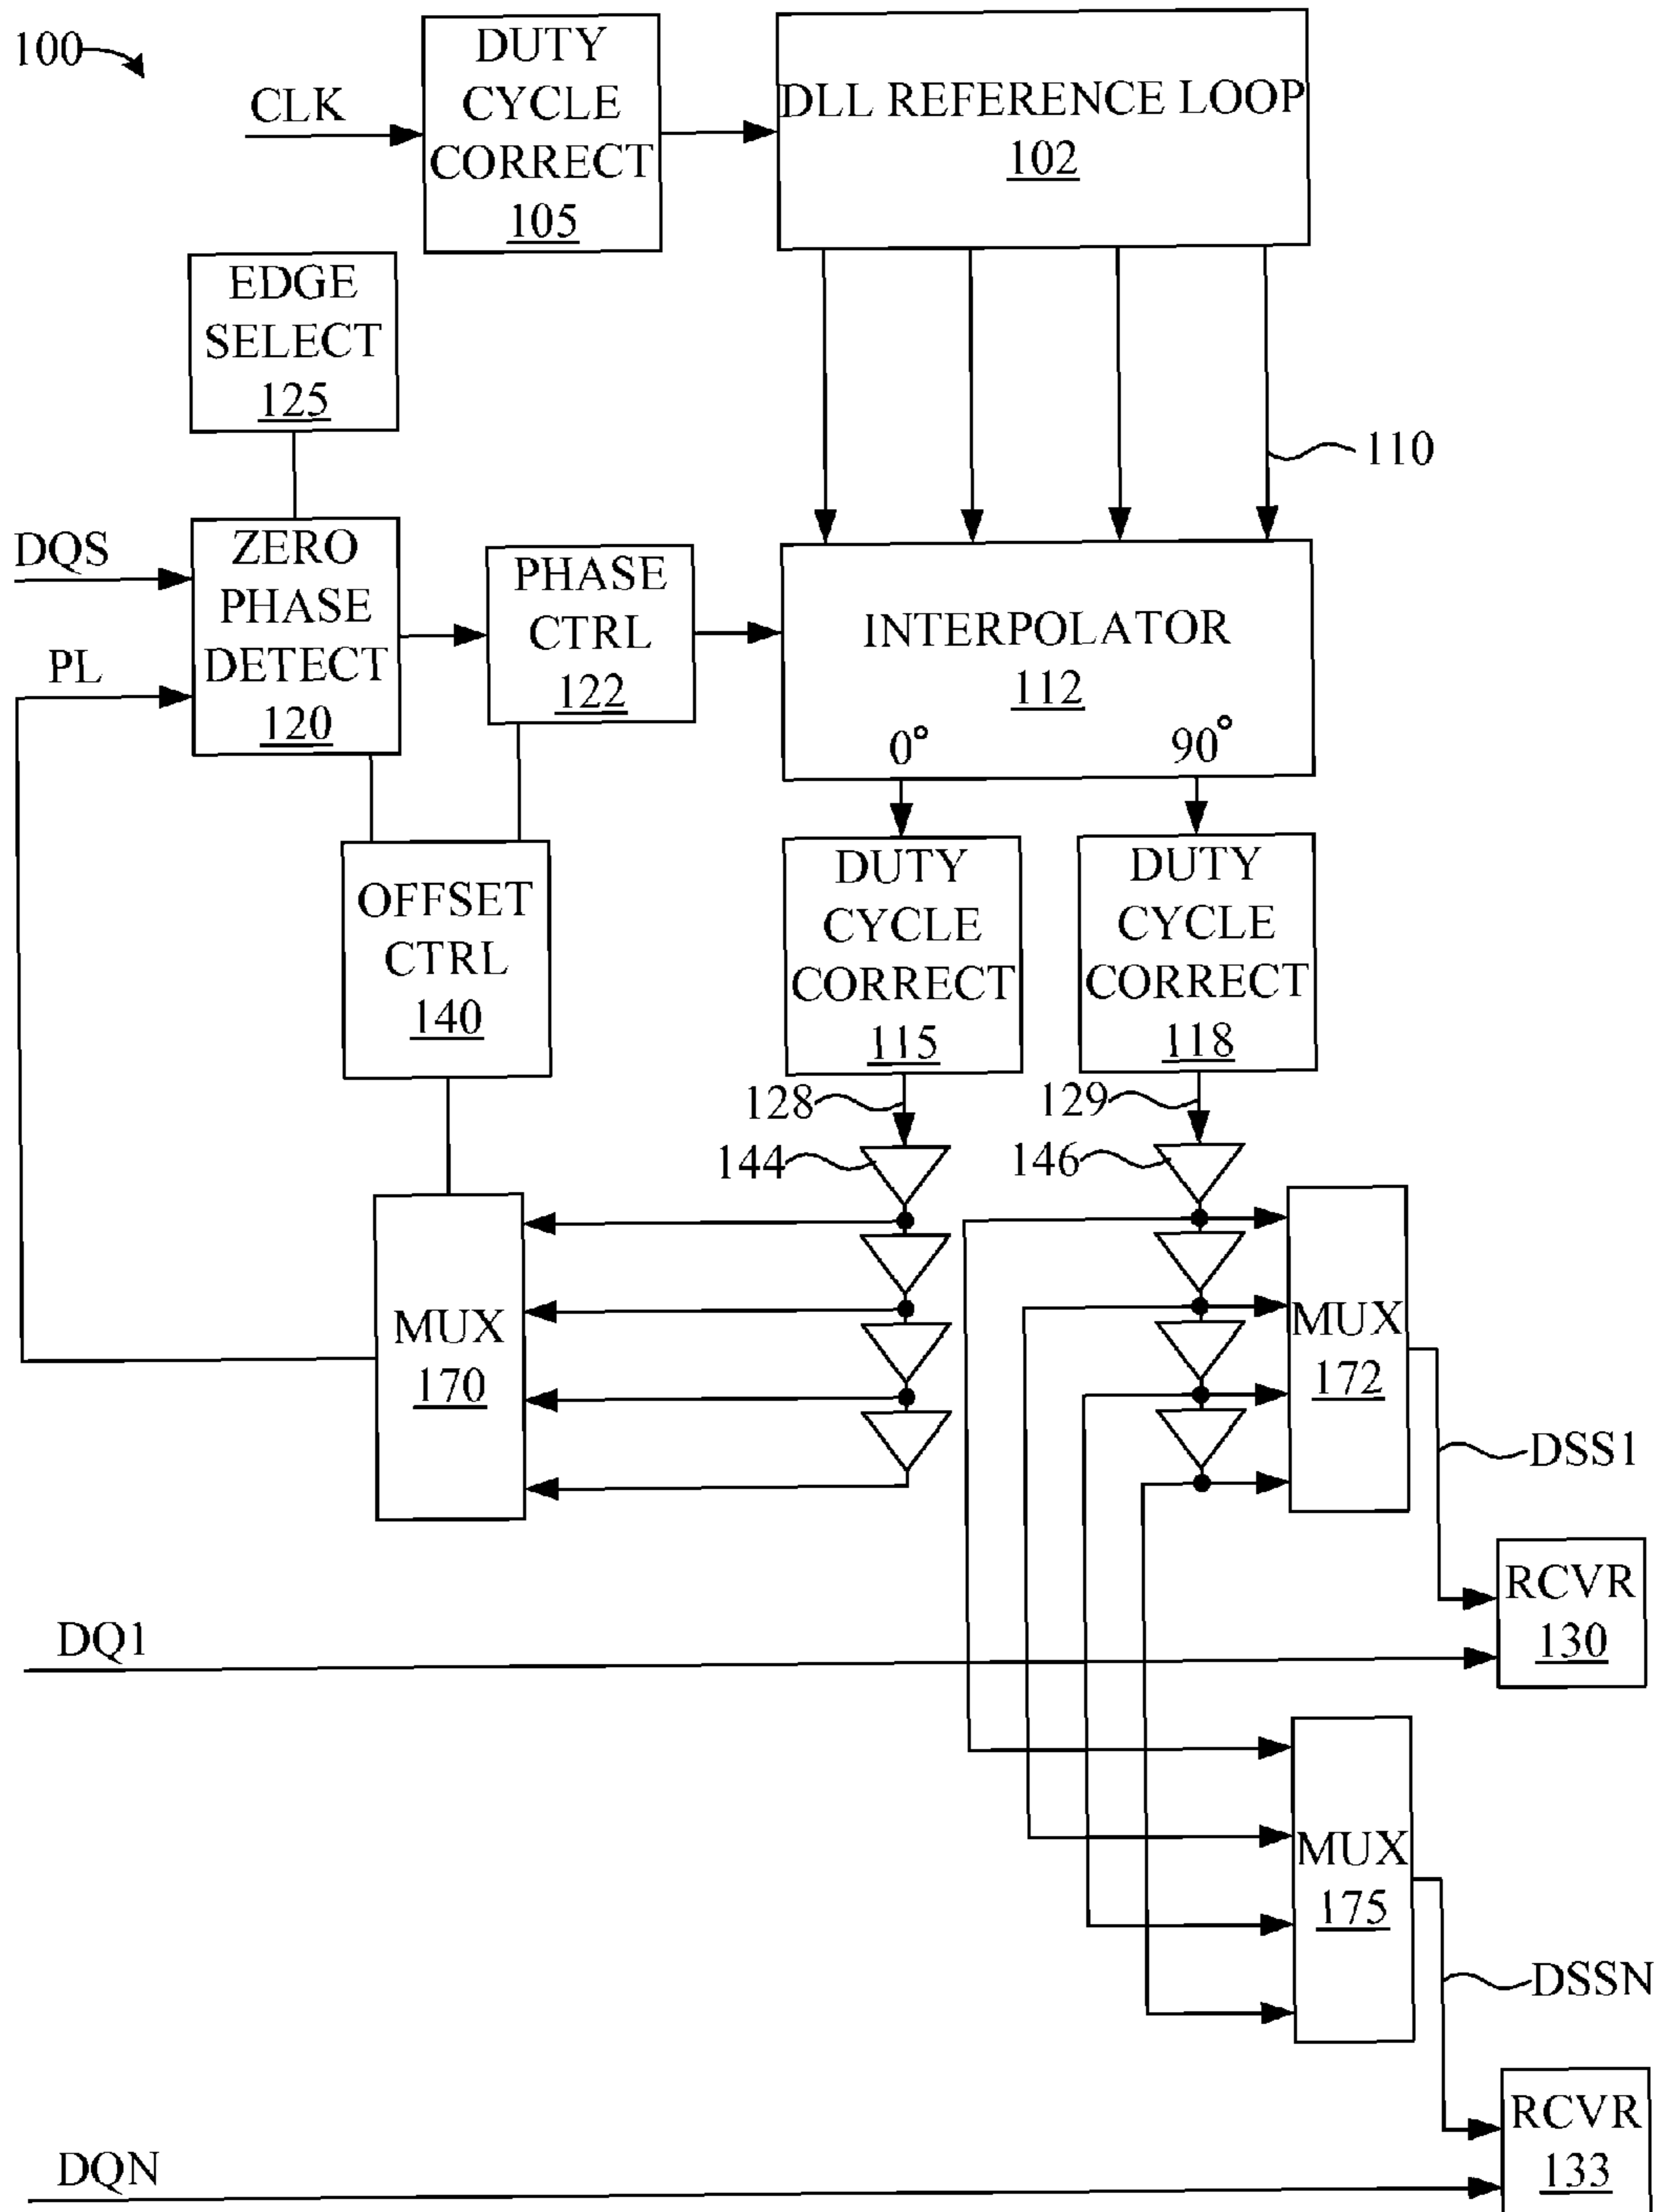 100
CLK
DUTY
CYCLE
CORRECT
105
DLL REFERENCE LOOP
102
EDGE
SELECT
125
110
DQS
PL
ZERO
PHASE
DETECT
120
PHASE
CTRL
122
INTERPOLATOR
112
0°
90°
OFFSET
CTRL
140
DUTY
CYCLE
CORRECT
115
DUTY
CYCLE
CORRECT
118
128
129
144
146
MUX
170
MUX
172
DSS1
RCVR
130
DQ1
MUX
175
DSSN
RCVR
133
DQN